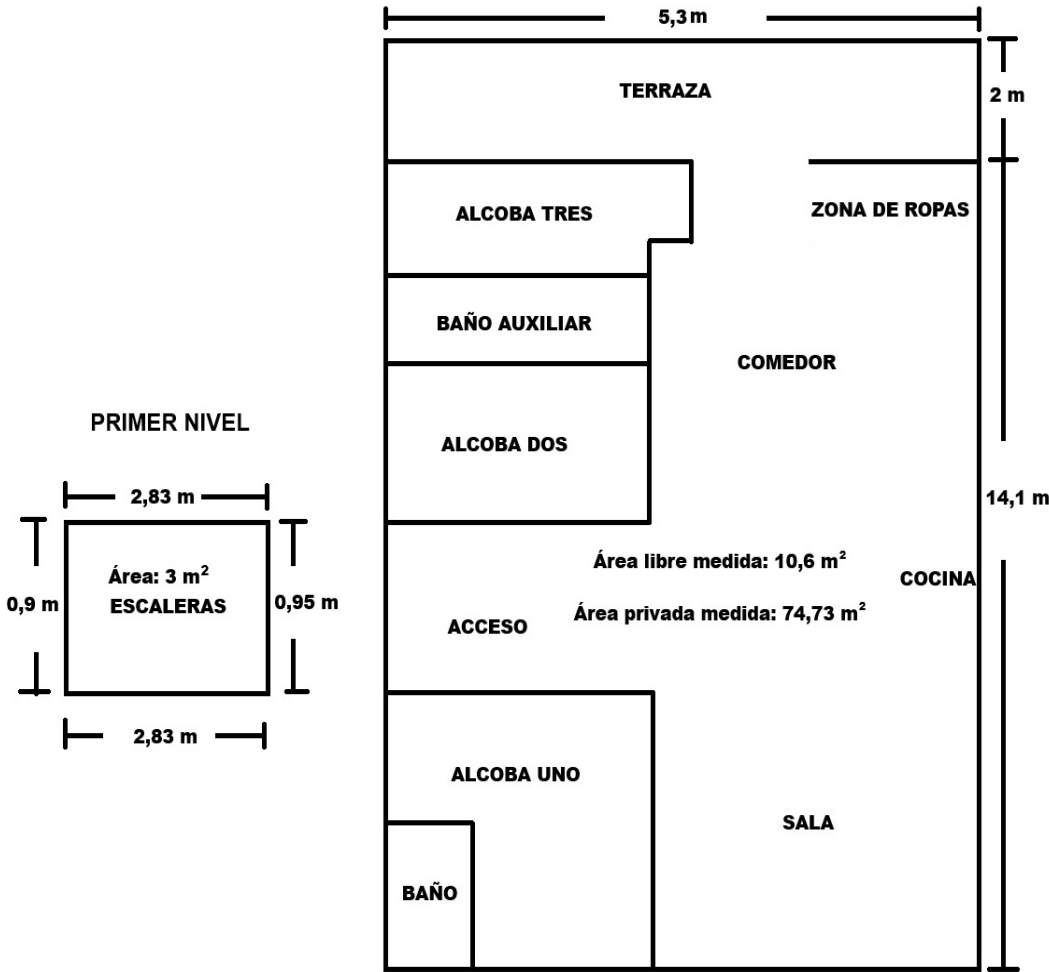 5,3 m
TERRAZA
2 m
ALCOBA TRES
ZONA DE ROPAS
BAÑO AUXILIAR
COMEDOR
PRIMER NIVEL
ALCOBA DOS
2,83 m
14,1 m
Área libre medida: 10,6 m²
Área: 3 m²
ESCALERAS
COCINA
0,9 m
0,95 m
Área privada medida: 74,73 m²
ACCESO
2,83 m
ALCOBA UNO
SALA
BAÑO